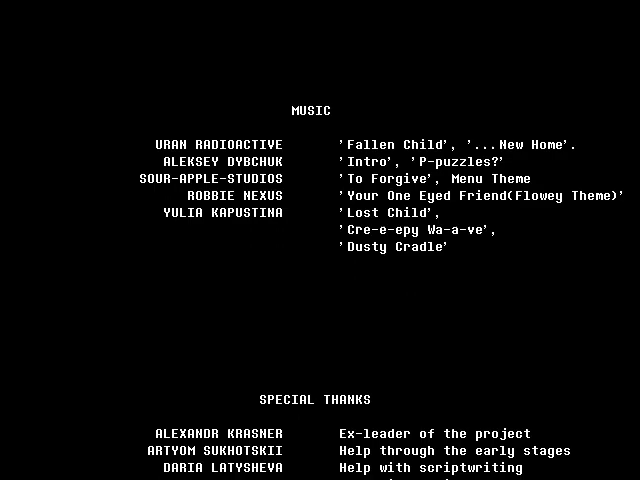 MUSIC
URAN RADIOACTIVE 'Fallen Child', '...New Home'.
ALEKSEY DYBCHUK 'Intro', 'P-puzzles?'
SOUR-APPLE-STUDIOS 'To Forgive', Menu Theme
ROBBIE NEXUS 'Your One Eyed Friend(Flowey Theme)'
YULIA KAPUSTINA 'Lost Child',
'Cre-e-epy Wa-a-ve',
'Dusty Cradle'
SPECIAL THANKS
ALEXANDR KRASNER Ex-leader of the project
ARTYOM SUKHOTSKII Help through the early stages
DARIA LATYSHEVA Help with scriptwriting